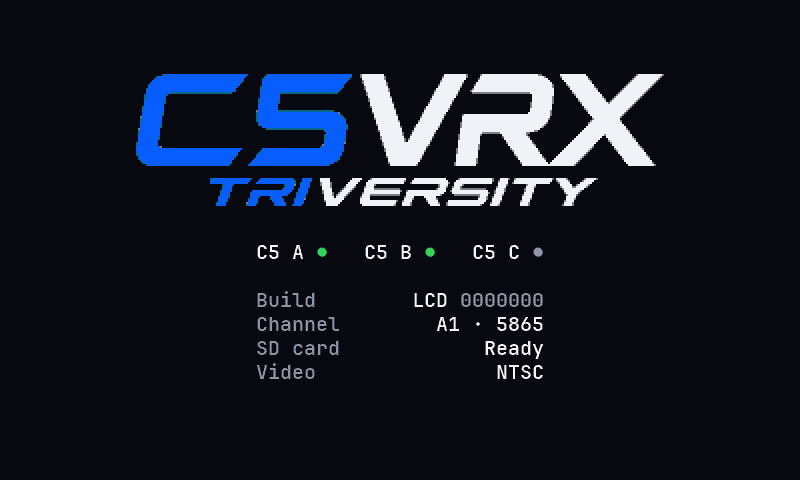 C5VRX
TRIVERSITY
C5 A C5 B C5 C
Build LCD 0000000
Channel A1 · 5865
SD card Ready
Video NTSC